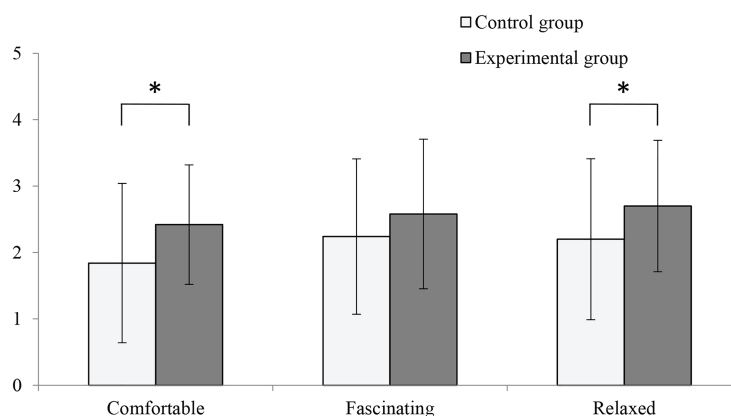 Control group
Experimental group
5
4
3
2
1
0
*
*
Comfortable
Fascinating
Relaxed